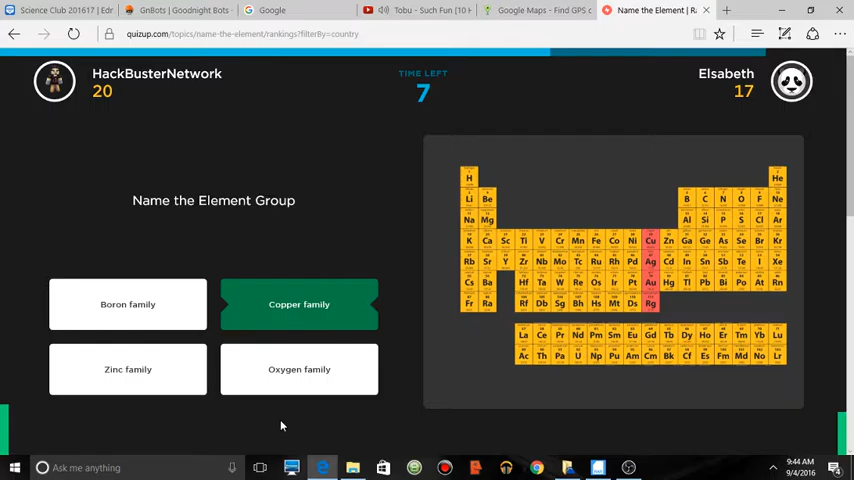 Science Club 201617 | Edm
GnBots | Goodnight Bots -
Google
Tobu - Such Fun [10 H
Google Maps - Find GPS c
Name the Element | Ra
quizup.com/topics/name-the-element/rankings?filterBy=country
HackBusterNetwork
20
TIME LEFT
7
Elsabeth
17
Name the Element Group
Boron family
Copper family
Zinc family
Oxygen family
H He
Li Be B C N O F Ne
Na Mg Al Si P S Cl Ar
K Ca Sc Ti V Cr Mn Fe Co Ni Cu Zn Ga Ge As Se Br Kr
Rb Sr Y Zr Nb Mo Tc Ru Rh Pd Ag Cd In Sn Sb Te I Xe
Cs Ba Hf Ta W Re Os Ir Pt Au Hg Tl Pb Bi Po At Rn
Fr Ra Rf Db Sg Bh Hs Mt Ds Rg
La Ce Pr Nd Pm Sm Eu Gd Tb Dy Ho Er Tm Yb Lu
Ac Th Pa U Np Pu Am Cm Bk Cf Es Fm Md No Lr
Ask me anything
9:44 AM
9/4/2016